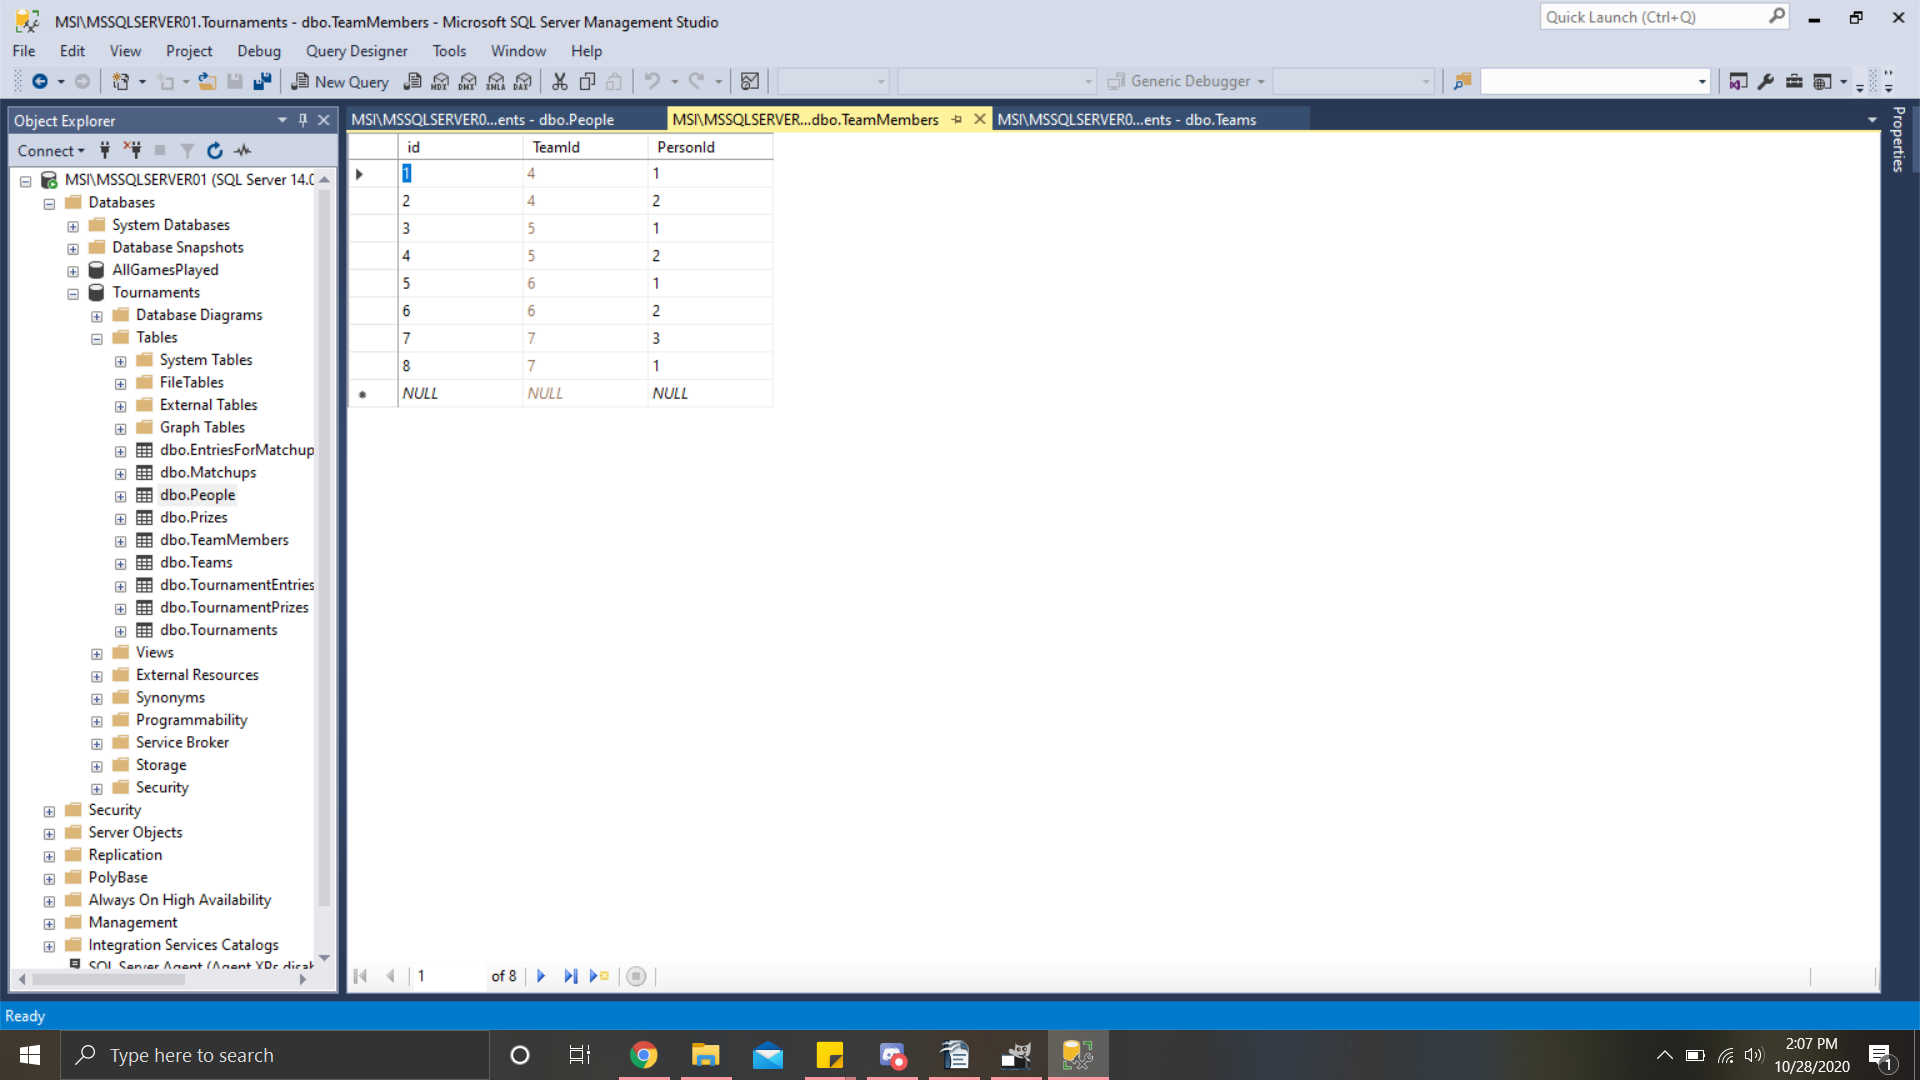 MSI\MSSQLSERVER01.Tournaments - dbo.TeamMembers - Microsoft SQL Server Management Studio
Quick Launch (Ctrl+Q)
File Edit View Project Debug Query Designer Tools Window Help
New Query MDX DMX XMLA DAX Generic Debugger
Object Explorer
MSI\MSSQLSERVER0...ents - dbo.People MSI\MSSQLSERVER...dbo.TeamMembers MSI\MSSQLSERVER0...ents - dbo.Teams
Properties
Connect
MSI\MSSQLSERVER01 (SQL Server 14.0
Databases
System Databases
Database Snapshots
AllGamesPlayed
Tournaments
Database Diagrams
Tables
System Tables
FileTables
External Tables
Graph Tables
dbo.EntriesForMatchup
dbo.Matchups
dbo.People
dbo.Prizes
dbo.TeamMembers
dbo.Teams
dbo.TournamentEntries
dbo.TournamentPrizes
dbo.Tournaments
Views
External Resources
Synonyms
Programmability
Service Broker
Storage
Security
Security
Server Objects
Replication
PolyBase
Always On High Availability
Management
Integration Services Catalogs
SQL Server Agent (Agent XPs disab
id TeamId PersonId
1 4 1
2 4 2
3 5 1
4 5 2
5 6 1
6 6 2
7 7 3
8 7 1
NULL NULL NULL
1 of 8
Ready
Type here to search
2:07 PM
10/28/2020
1